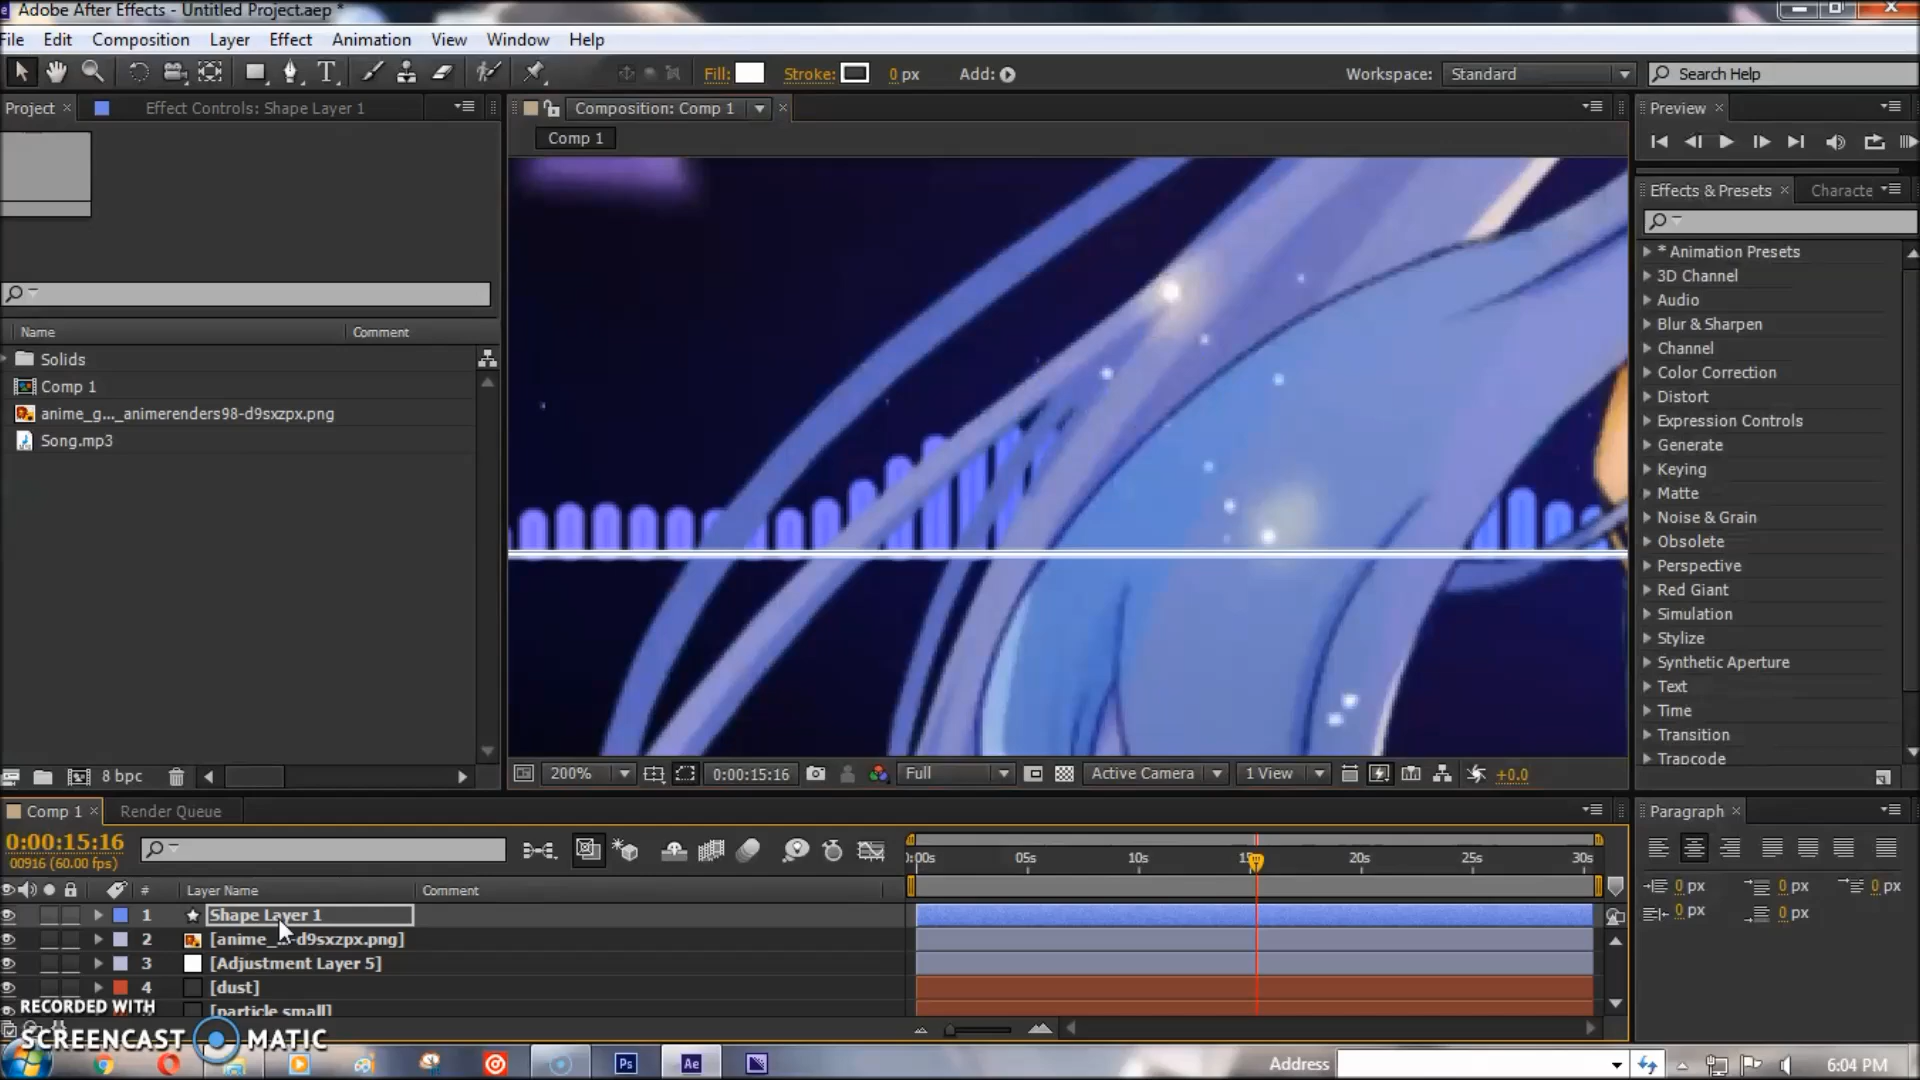 Adobe After Effects - Untitled Project.aep *
File Edit Composition Layer Effect Animation View Window Help
Fill: Stroke: 0 px Add: Workspace: Standard Search Help
Project Effect Controls: Shape Layer 1 Composition: Comp 1 Preview
Comp 1
Effects & Presets Characte
* Animation Presets
3D Channel
Audio
Blur & Sharpen
Channel
Color Correction
Distort
Expression Controls
Generate
Keying
Matte
Noise & Grain
Obsolete
Perspective
Red Giant
Simulation
Stylize
Synthetic Aperture
Text
Time
Transition
Trapcode
Name Comment
Solids
Comp 1
anime_g..._animerenders98-d9sxzpx.png
Song.mp3
8 bpc 200% 0:00:15:16 Full Active Camera 1 View +0.0
Comp 1 Render Queue Paragraph
0:00:15:16
00916 (60.00 fps)
):00s 05s 10s 15 20s 25s 30s
# Layer Name Comment
0 px 0 px 0 px
0 px 0 px
1 Shape Layer 1
2 [anime_...-d9sxzpx.png]
3 [Adjustment Layer 5]
4 [dust]
[particle small]
RECORDED WITH
SCREENCAST MATIC
Ps Ae Address 6:04 PM